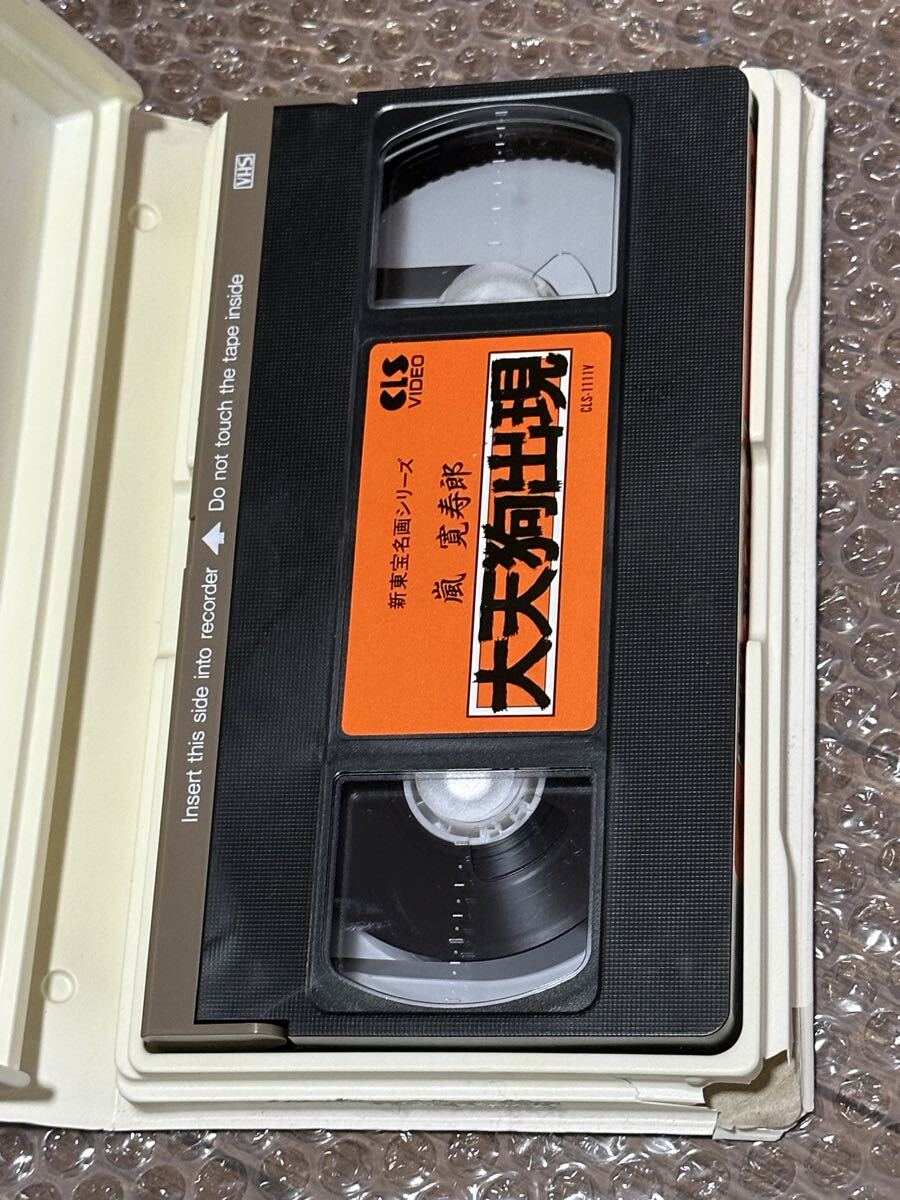 VHS
Insert this side into recorder ⬆ Do not touch the tape inside
CLS
VIDEO
新東宝名画シリーズ
嵐 寛寿郎
大天狗出現
CLS-1111V